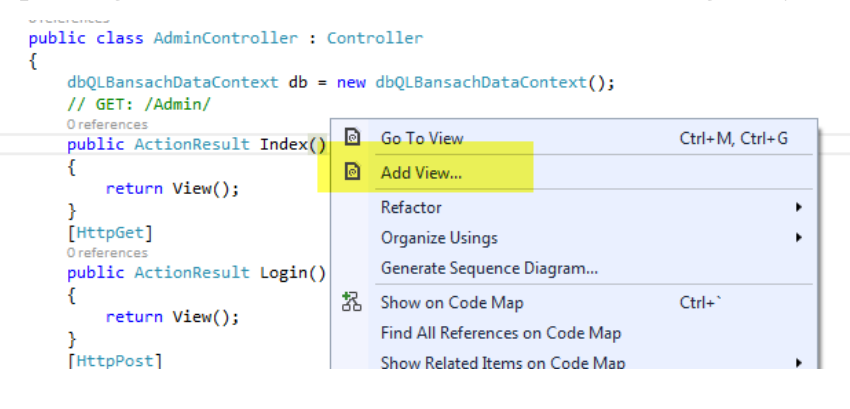 public class AdminController : Controller
{
dbQLBansachDataContext db = new dbQLBansachDataContext();
// GET: /Admin/
0 references
public ActionResult Index()
{
return View();
}
[HttpGet]
0 references
public ActionResult Login()
{
return View();
}
[HttpPost]
Go To View Ctrl+M, Ctrl+G
Add View...
Refactor
Organize Usings
Generate Sequence Diagram...
Show on Code Map Ctrl+`
Find All References on Code Map
Show Related Items on Code Map